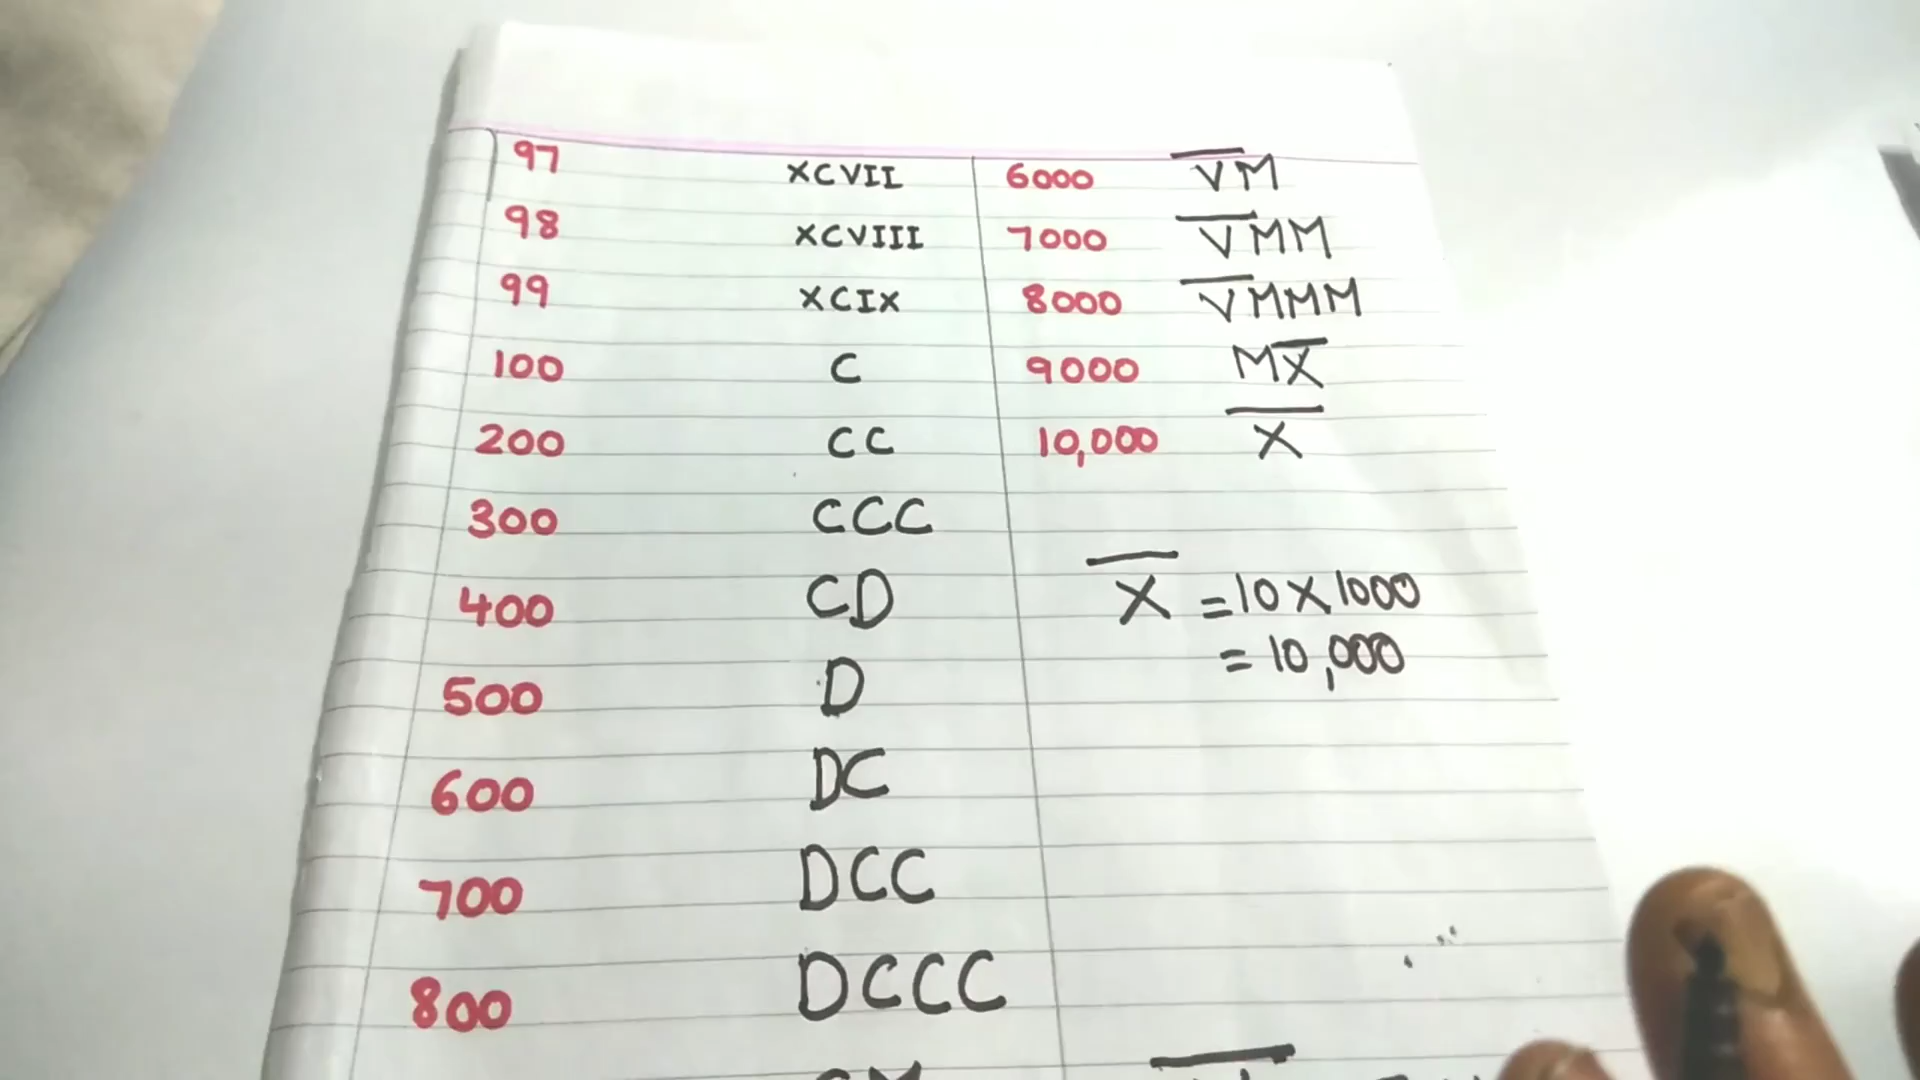 97 XCVII
98 XCVIII
99 XCIX
100 C
200 CC
300 CCC
400 CD
500 D
600 DC
700 DCC
800 DCCC
6000 V̅M
7000 V̅MM
8000 V̅MMM
9000 MX̅
10,000 X̅
X̅ = 10 X 1000
= 10,000